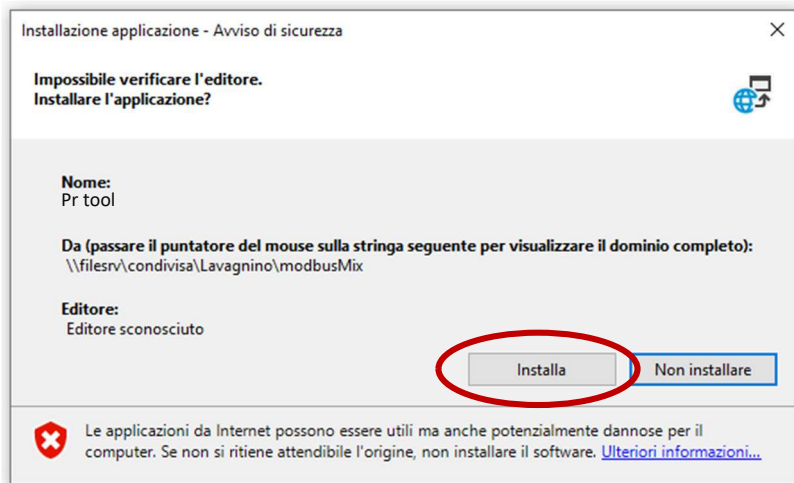 Installazione applicazione - Avviso di sicurezza
Impossibile verificare l'editore.
Installare l'applicazione?
Nome:
Pr tool
Da (passare il puntatore del mouse sulla stringa seguente per visualizzare il dominio completo):
\\filesrv\condivisa\Lavagnino\modbusMix
Editore:
Editore sconosciuto
Installa
Non installare
Le applicazioni da Internet possono essere utili ma anche potenzialmente dannose per il
computer. Se non si ritiene attendibile l'origine, non installare il software. Ulteriori informazioni...